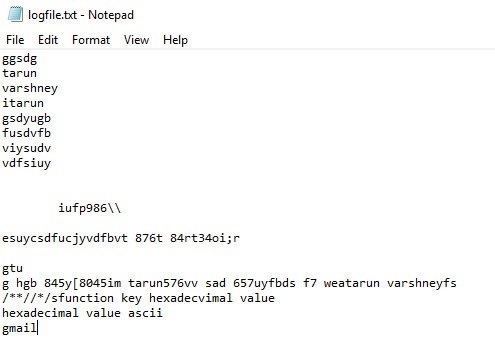 logfile.txt - Notepad
File Edit Format View Help
ggsdg
tarun
varshney
itarun
gsdyugb
fusdvfb
viysudv
vdfsiuy
iufp986\\
esuycsdfucjyvdfbvt 876t 84rt34oi;r
gtu
g hgb 845y[8045im tarun576vv sad 657uyfbds f7 weatarun varshneyfs
/**//*/sfunction key hexadecvimal value
hexadecimal value ascii
gmail